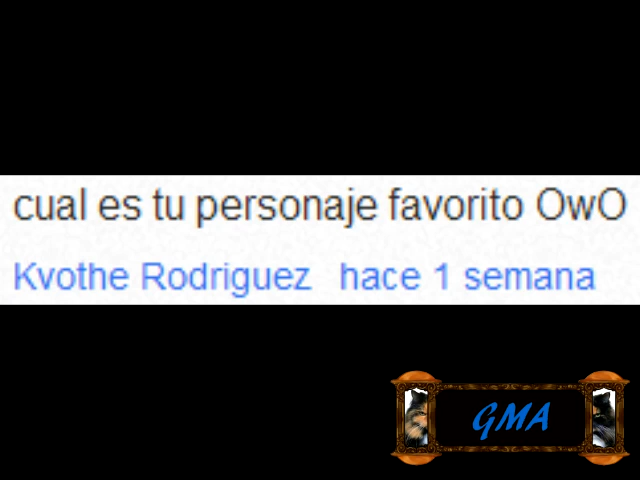 cual es tu personaje favorito OwO
Kvothe Rodriguez hace 1 semana
GMA